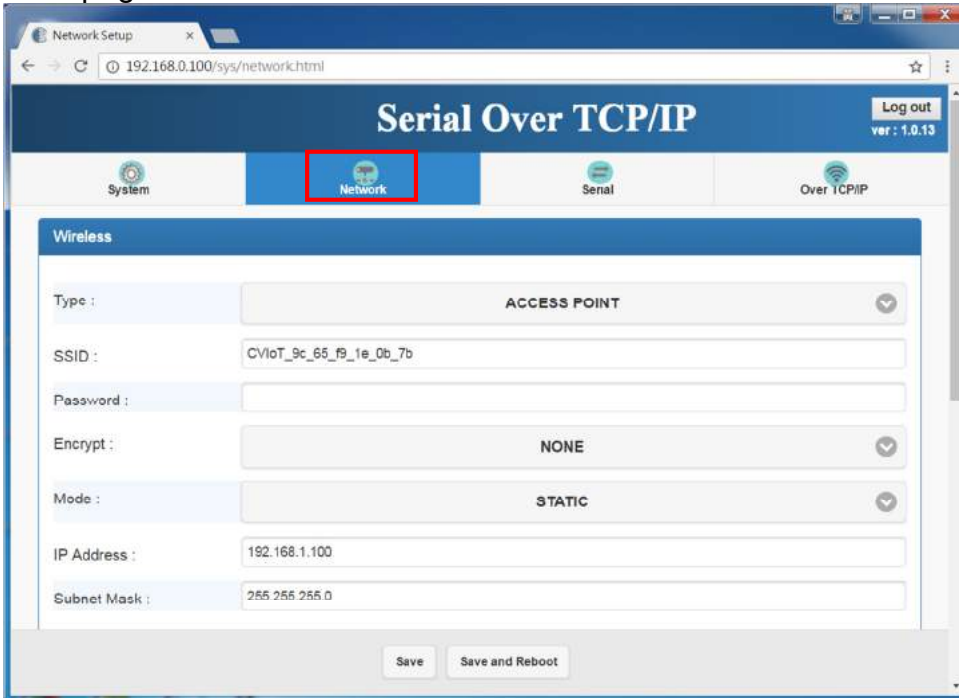 Network Setup
192.168.0.100/sys/network.html
Serial Over TCP/IP
Log out
ver : 1.0.13
System
Network
Serial
Over TCP/IP
Wireless
Type :
ACCESS POINT
SSID :
CVIoT_9c_65_f9_1e_0b_7b
Password :
Encrypt :
NONE
Mode :
STATIC
IP Address :
192.168.1.100
Subnet Mask :
255.255.255.0
Save
Save and Reboot